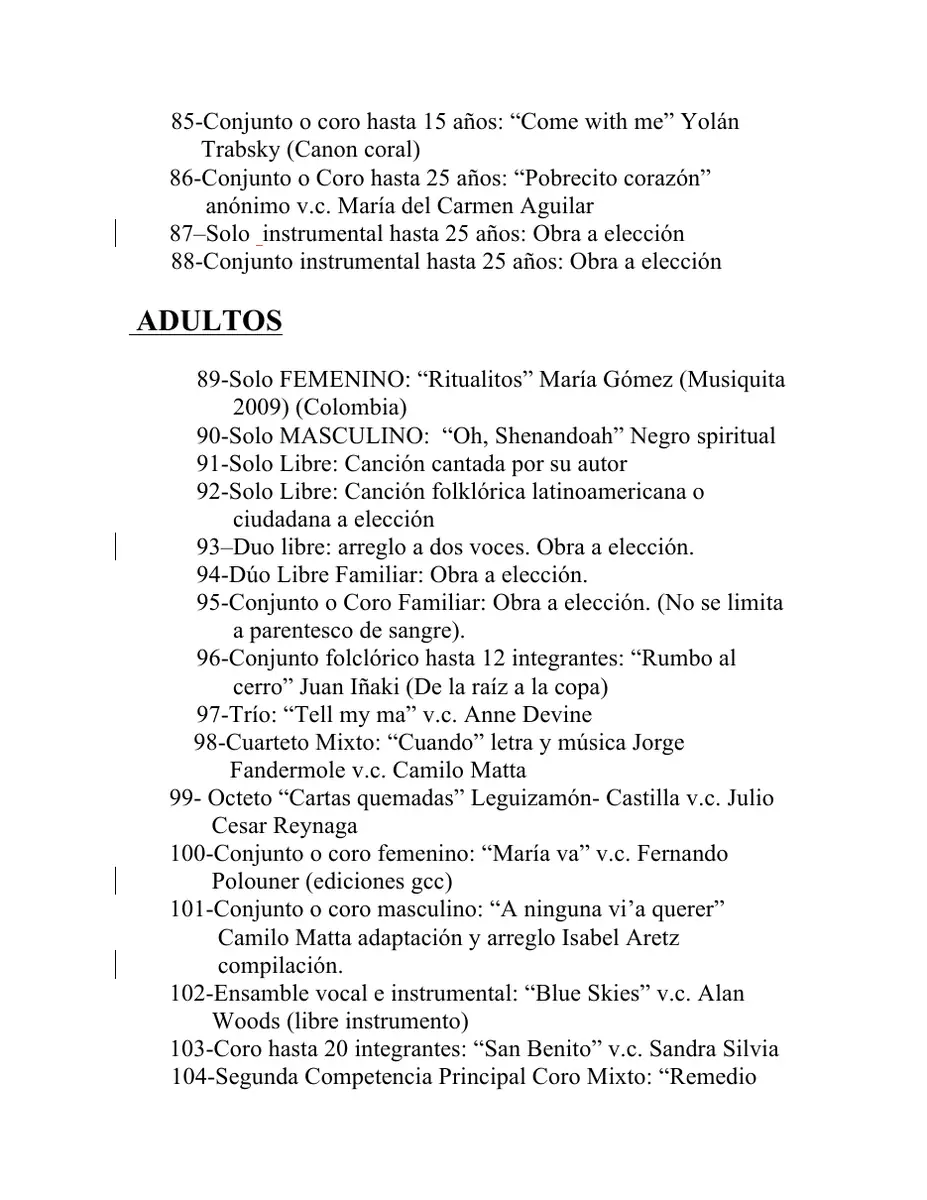 85-Conjunto o coro hasta 15 años: “Come with me” Yolán
Trabsky (Canon coral)
86-Conjunto o Coro hasta 25 años: “Pobrecito corazón”
anónimo v.c. María del Carmen Aguilar
87–Solo _instrumental hasta 25 años: Obra a elección
88-Conjunto instrumental hasta 25 años: Obra a elección
ADULTOS
89-Solo FEMENINO: “Ritualitos” María Gómez (Musiquita
2009) (Colombia)
90-Solo MASCULINO:  “Oh, Shenandoah” Negro spiritual
91-Solo Libre: Canción cantada por su autor
92-Solo Libre: Canción folklórica latinoamericana o
ciudadana a elección
93–Duo libre: arreglo a dos voces. Obra a elección.
94-Dúo Libre Familiar: Obra a elección.
95-Conjunto o Coro Familiar: Obra a elección. (No se limita
a parentesco de sangre).
96-Conjunto folclórico hasta 12 integrantes: “Rumbo al
cerro” Juan Iñaki (De la raíz a la copa)
97-Trío: “Tell my ma” v.c. Anne Devine
98-Cuarteto Mixto: “Cuando” letra y música Jorge
Fandermole v.c. Camilo Matta
99- Octeto “Cartas quemadas” Leguizamón- Castilla v.c. Julio
Cesar Reynaga
100-Conjunto o coro femenino: “María va” v.c. Fernando
Polouner (ediciones gcc)
101-Conjunto o coro masculino: “A ninguna vi’a querer”
Camilo Matta adaptación y arreglo Isabel Aretz
compilación.
102-Ensamble vocal e instrumental: “Blue Skies” v.c. Alan
Woods (libre instrumento)
103-Coro hasta 20 integrantes: “San Benito” v.c. Sandra Silvia
104-Segunda Competencia Principal Coro Mixto: “Remedio